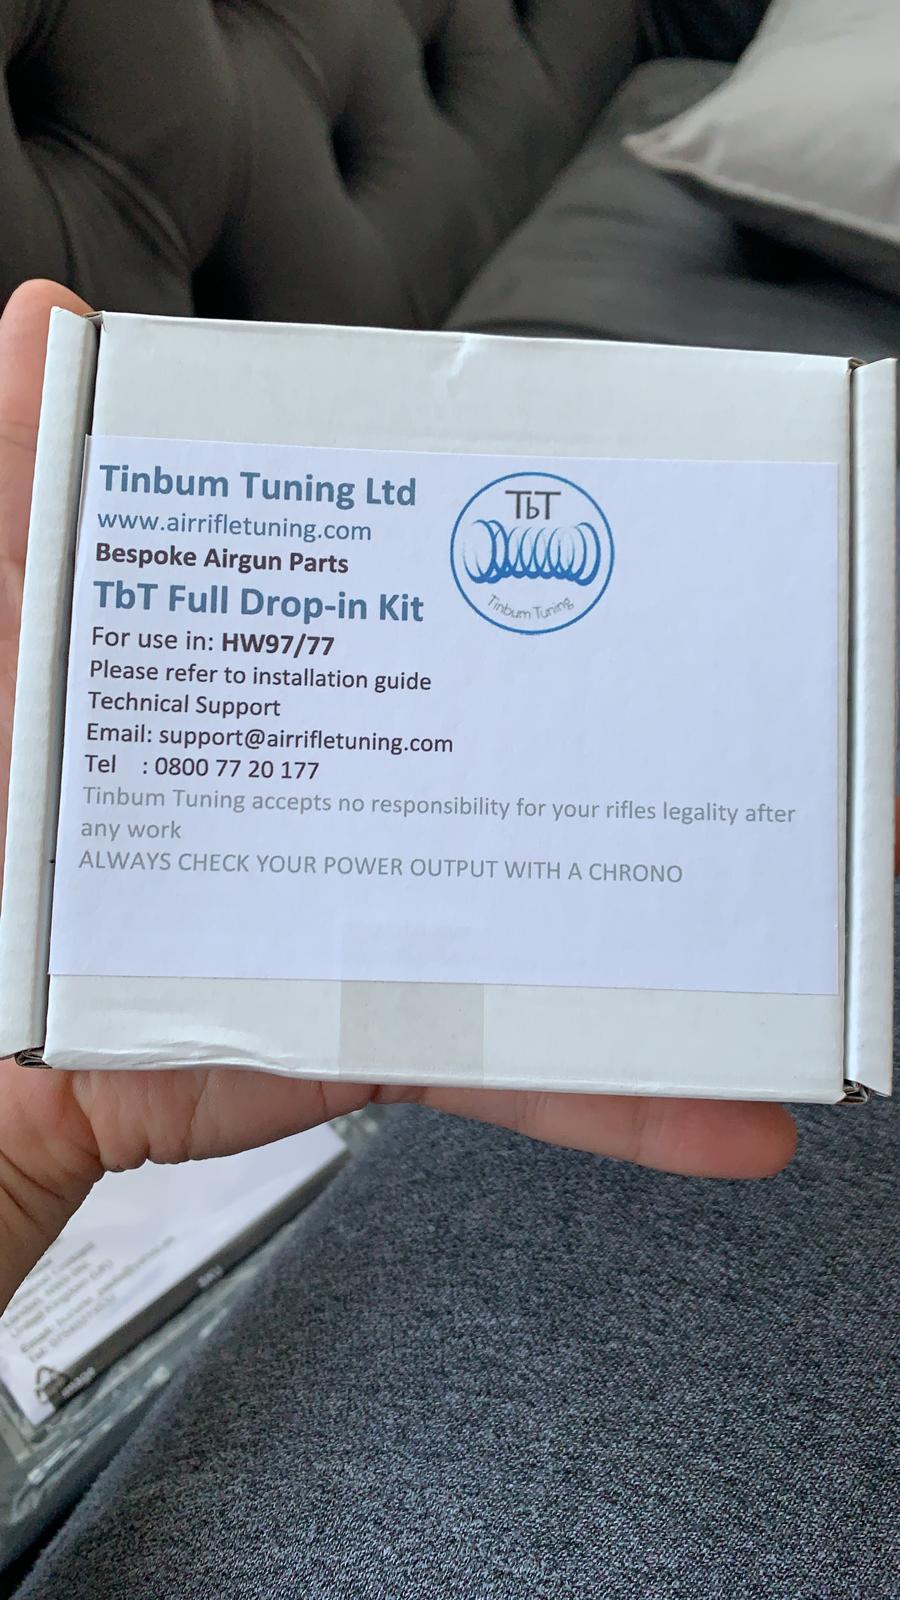 Tinbum Tuning Ltd
www.airrifletuning.com
Bespoke Airgun Parts
TbT Full Drop-in Kit
For use in: HW97/77
Please refer to installation guide
Technical Support
Email: support@airrifletuning.com
Tel : 0800 77 20 177
Tinbum Tuning accepts no responsibility for your rifles legality after
any work
ALWAYS CHECK YOUR POWER OUTPUT WITH A CHRONO
TbT
Tinbum Tuning